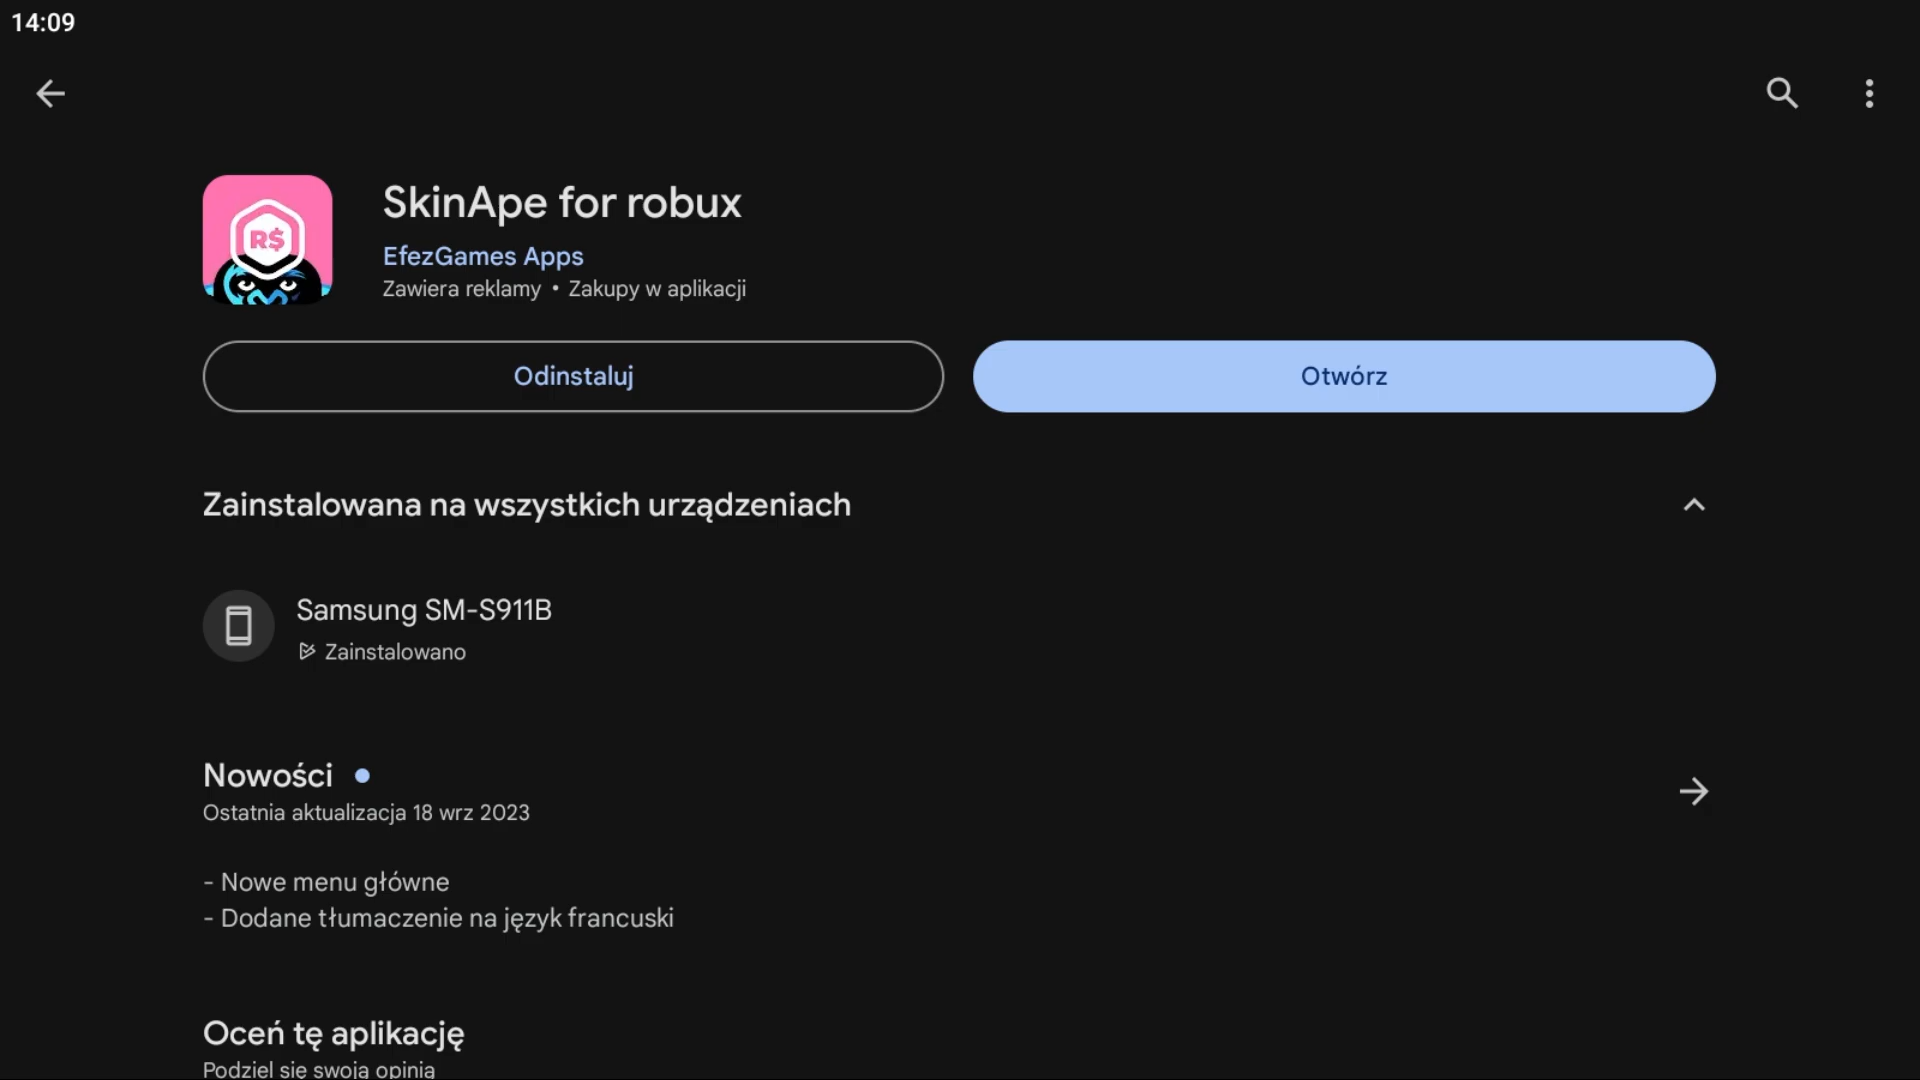 14:09
SkinApe for robux
R$
EfezGames Apps
Zawiera reklamy • Zakupy w aplikacji
Odinstaluj
Otwórz
Zainstalowana na wszystkich urządzeniach
Samsung SM-S911B
Zainstalowano
Nowości
Ostatnia aktualizacja 18 wrz 2023
- Nowe menu główne
- Dodane tłumaczenie na język francuski
Oceń tę aplikację
Podziel się swoją opinią